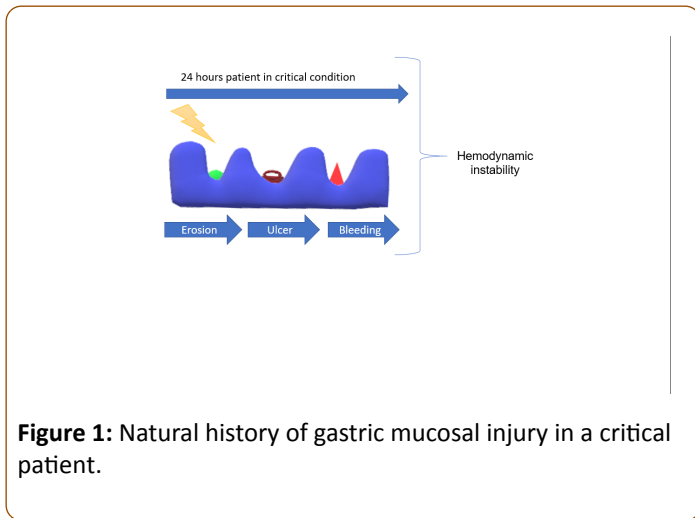 24 hours patient in critical condition
Hemodynamic
instability
Erosion
Ulcer
Bleeding
Figure 1: Natural history of gastric mucosal injury in a critical
patient.